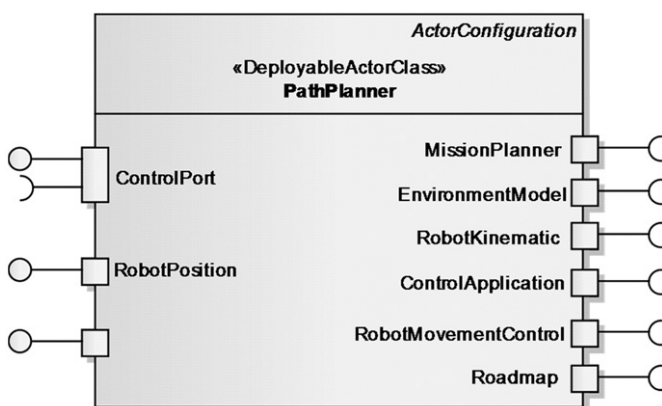 ActorConfiguration
«DeployableActorClass»
PathPlanner
MissionPlanner
ControlPort
EnvironmentModel
RobotKinematic
RobotPosition
ControlApplication
RobotMovementControl
Roadmap